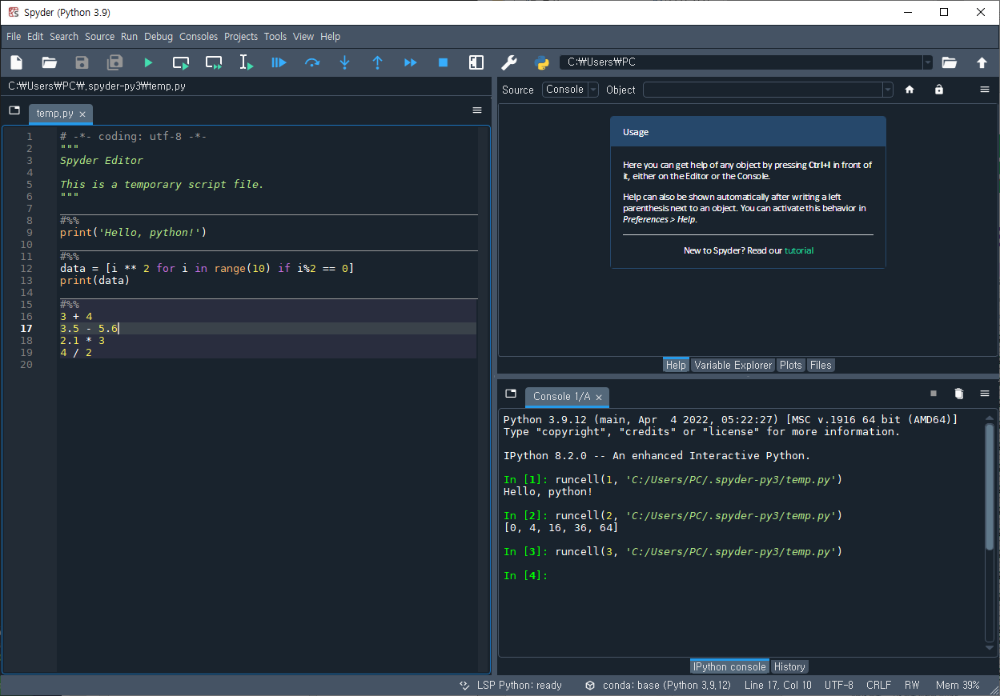 Spyder (Python 3.9)
File Edit Search Source Run Debug Consoles Projects Tools View Help
C:₩Users₩PC
C:₩Users₩PC₩.spyder-py3₩temp.py
temp.py
1 # -*- coding: utf-8 -*-
2 """
3 Spyder Editor
4
5 This is a temporary script file.
6 """
7
8 #%%
9 print('Hello, python!')
10
11 #%%
12 data = [i ** 2 for i in range(10) if i%2 == 0]
13 print(data)
14
15 #%%
16 3 + 4
17 3.5 - 5.6
18 2.1 * 3
19 4 / 2
20
Source Console Object
Usage
Here you can get help of any object by pressing Ctrl+I in front of
it, either on the Editor or the Console.
Help can also be shown automatically after writing a left
parenthesis next to an object. You can activate this behavior in
Preferences > Help.
New to Spyder? Read our tutorial
Help Variable Explorer Plots Files
Console 1/A
Python 3.9.12 (main, Apr  4 2022, 05:22:27) [MSC v.1916 64 bit (AMD64)]
Type "copyright", "credits" or "license" for more information.
IPython 8.2.0 -- An enhanced Interactive Python.
In [1]: runcell(1, 'C:/Users/PC/.spyder-py3/temp.py')
Hello, python!
In [2]: runcell(2, 'C:/Users/PC/.spyder-py3/temp.py')
[0, 4, 16, 36, 64]
In [3]: runcell(3, 'C:/Users/PC/.spyder-py3/temp.py')
In [4]:
IPython console History
LSP Python: ready conda: base (Python 3.9.12) Line 17, Col 10 UTF-8 CRLF RW Mem 39%